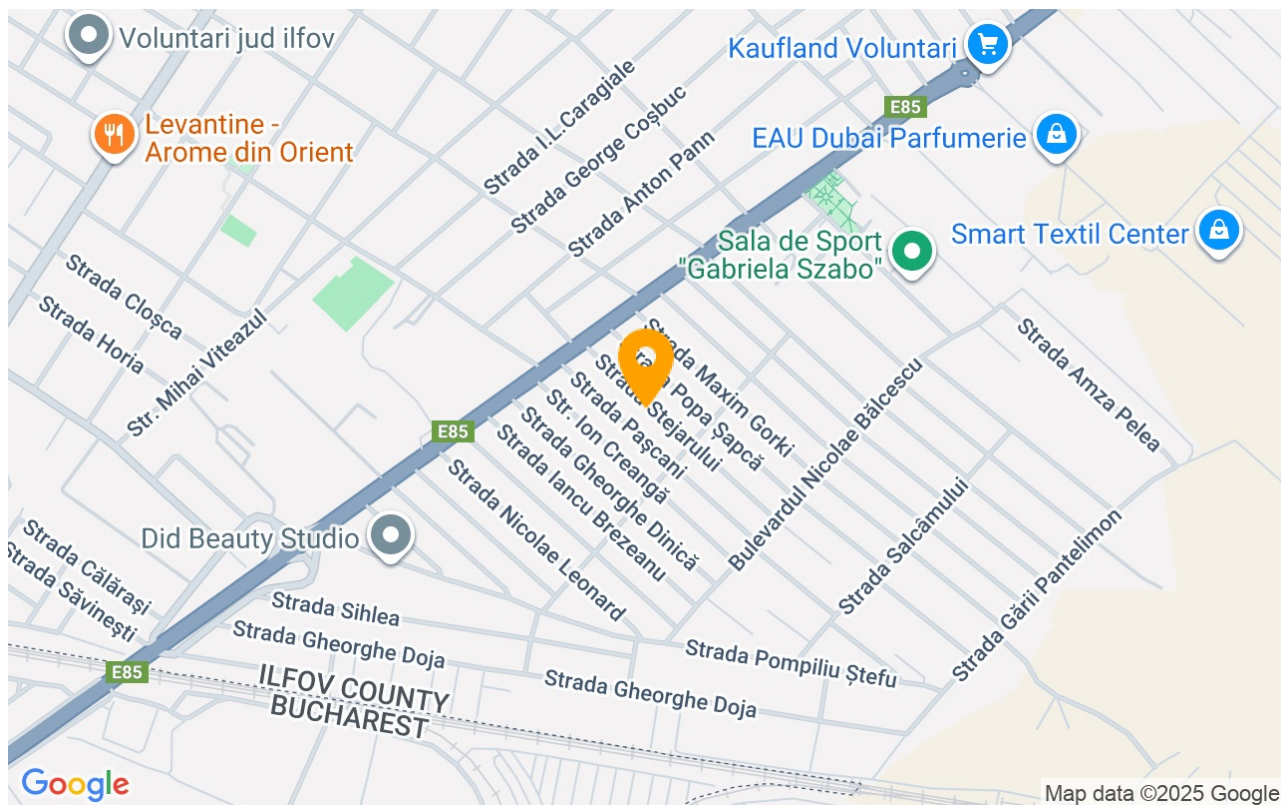 Voluntari jud ilfov
Kaufland Voluntari
Levantine -
Arome din Orient
Strada I.L.Caragiale
Strada George Coșbuc
Strada Anton Pann
E85
EAU Dubai Parfumerie
Sala de Sport
"Gabriela Szabo"
Smart Textil Center
Strada Cloșca
Strada Horia
Str. Mihai Viteazul
Strada Maxim Gorki
Popa Șapcă
Strada Stejarului
Strada Pașcani
Str. Ion Creangă
Strada Gheorghe Dinică
Strada Iancu Brezeanu
Strada Nicolae Leonard
E85
Bulevardul Nicolae Bălcescu
Strada Amza Pelea
Strada Salcâmului
Strada Gării Pantelimon
Did Beauty Studio
Strada Călărași
Strada Săvinești
Strada Sihlea
Strada Gheorghe Doja
Strada Pompiliu Ștefu
Strada Gheorghe Doja
E85
ILFOV COUNTY
BUCHAREST
Google
Map data ©2025 Google